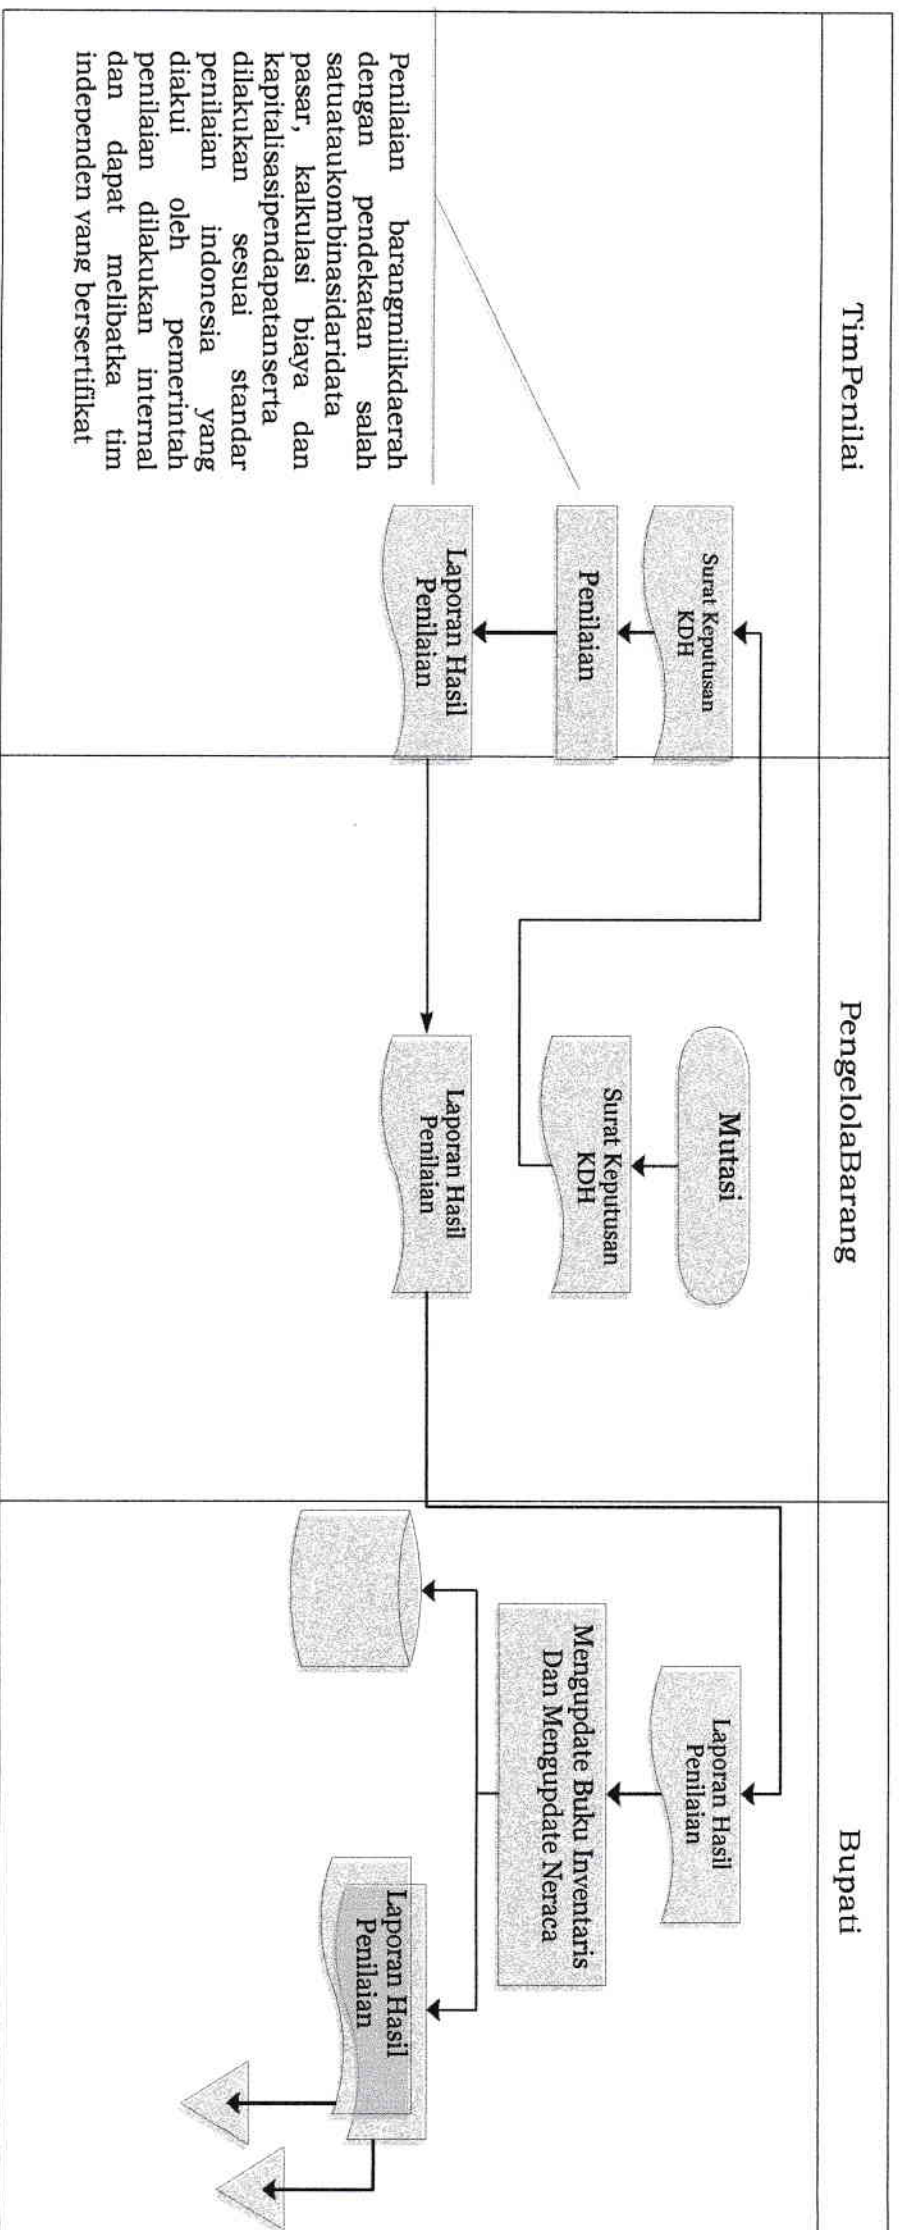 TimPenilai
PengelolaBarang
Bupati
Surat Keputusan
KDH
Penilaian
Laporan Hasil
Penilaian
Penilaian barangmilikdaerah
dengan pendekatan salah
satuataukombinasidaridata
pasar, kalkulasi biaya dan
kapitalisasipendapatanserta
dilakukan sesuai standar
penilaian indonesia yang
diakui oleh pemerintah
penilaian dilakukan internal
dan dapat melibatka tim
independen yang bersertifikat
Mutasi
Surat Keputusan
KDH
Laporan Hasil
Penilaian
Laporan Hasil
Penilaian
Mengupdate Buku Inventaris
Dan Mengupdate Neraca
Laporan Hasil
Penilaian